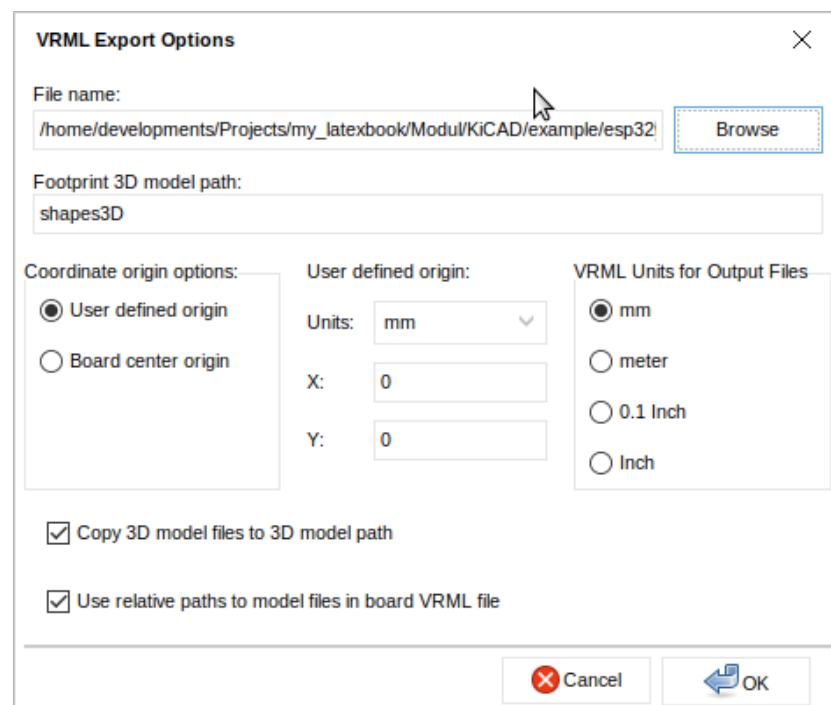 VRML Export Options
File name:
/home/developments/Projects/my_latexbook/Modul/KiCAD/example/esp32
Browse
Footprint 3D model path:
shapes3D
Coordinate origin options:
User defined origin
Board center origin
User defined origin:
Units: mm
X: 0
Y: 0
VRML Units for Output Files
mm
meter
0.1 Inch
Inch
Copy 3D model files to 3D model path
Use relative paths to model files in board VRML file
Cancel
OK